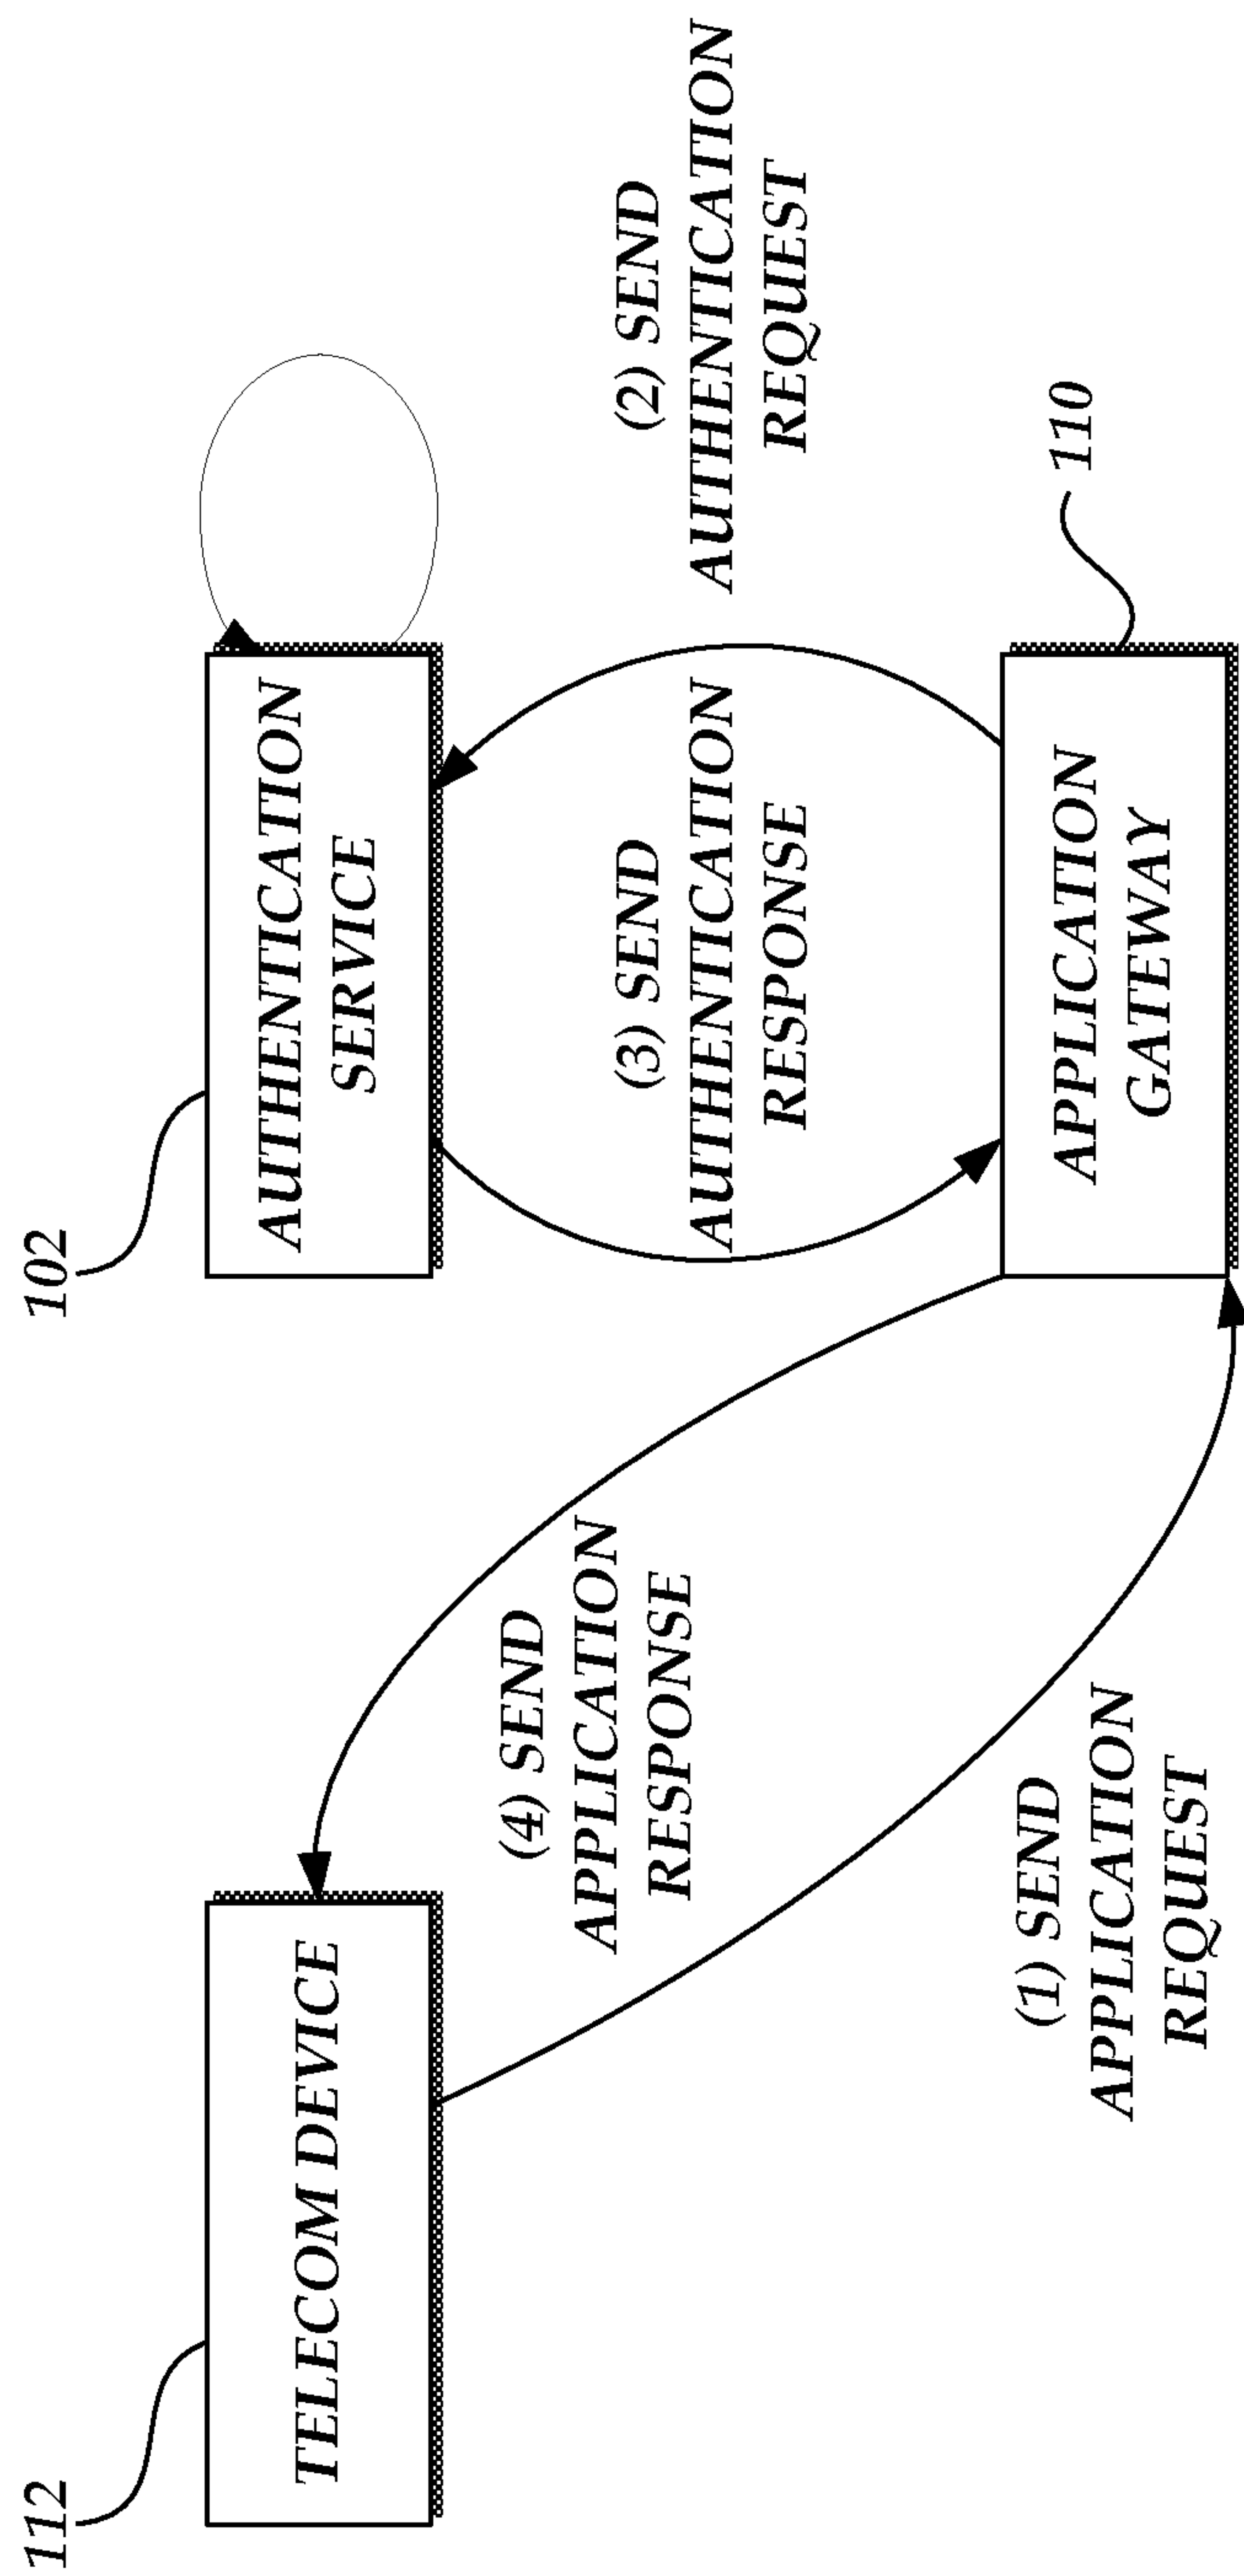 112
TELECOM DEVICE
102
AUTHENTICATION
SERVICE
(4) SEND
APPLICATION
RESPONSE
(3) SEND
AUTHENTICATION
RESPONSE
(2) SEND
AUTHENTICATION
REQUEST
(1) SEND
APPLICATION
REQUEST
APPLICATION
GATEWAY
110